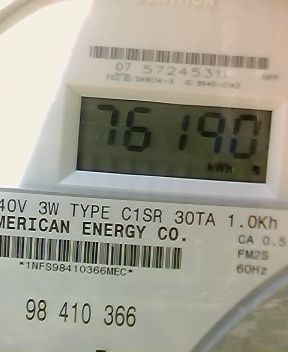 07 57245311
76190
kWh
40V 3W TYPE C1SR 30TA 1.0Kh
MERICAN ENERGY CO.
CA 0.5
FM2S
60Hz
*1NFS98410366MEC*
98 410 366